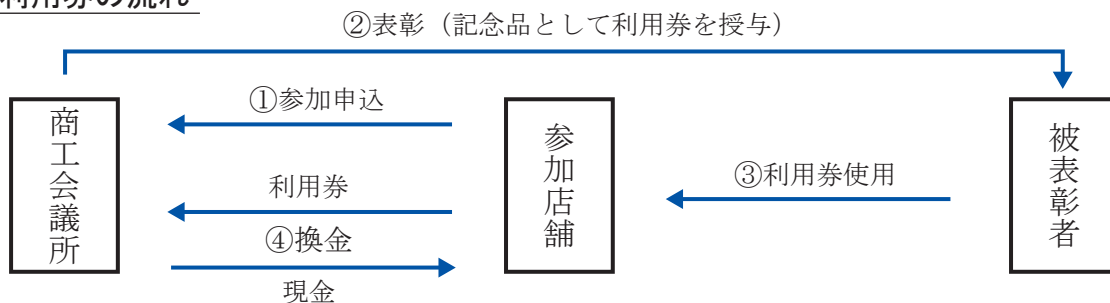 利用券の流れ
②表彰（記念品として利用券を授与）
商工会議所
①参加申込
利用券
④換金
現金
参加店舗
③利用券使用
被表彰者